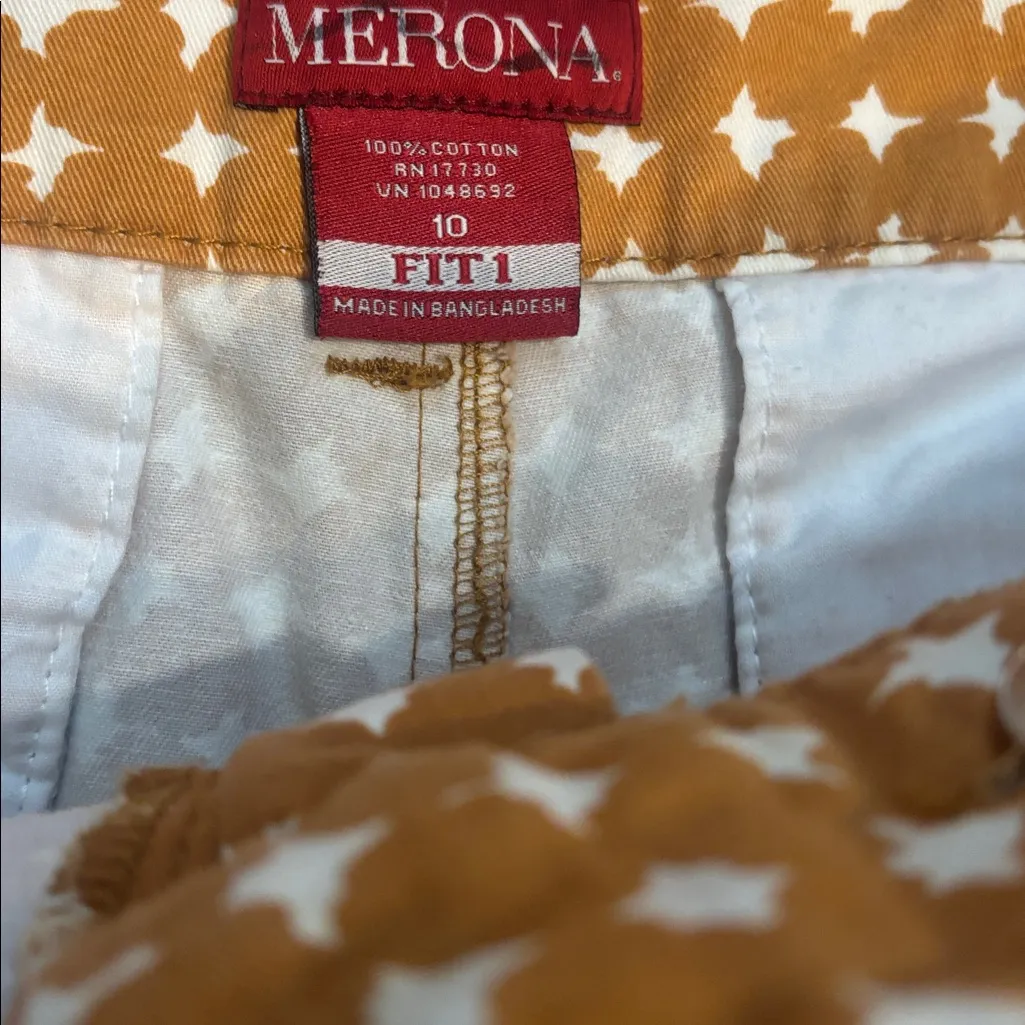 MERONA®
100% COTTON
RN 17730
UN 1048692
10
FIT 1
MADE IN BANGLADESH